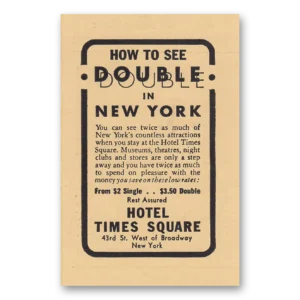 HOW TO SEE
DOUBLE
DOUBLE
IN
NEW YORK
You can see twice as much of
New York's countless attractions
when you stay at the Hotel Times
Square. Museums, theatres, night
clubs and stores are only a step
away and you have twice as much
to spend on pleasure with the
money you save on these low rates:
From $2 Single . . $3.50 Double
Rest Assured
HOTEL
TIMES SQUARE
43rd St. West of Broadway
New York